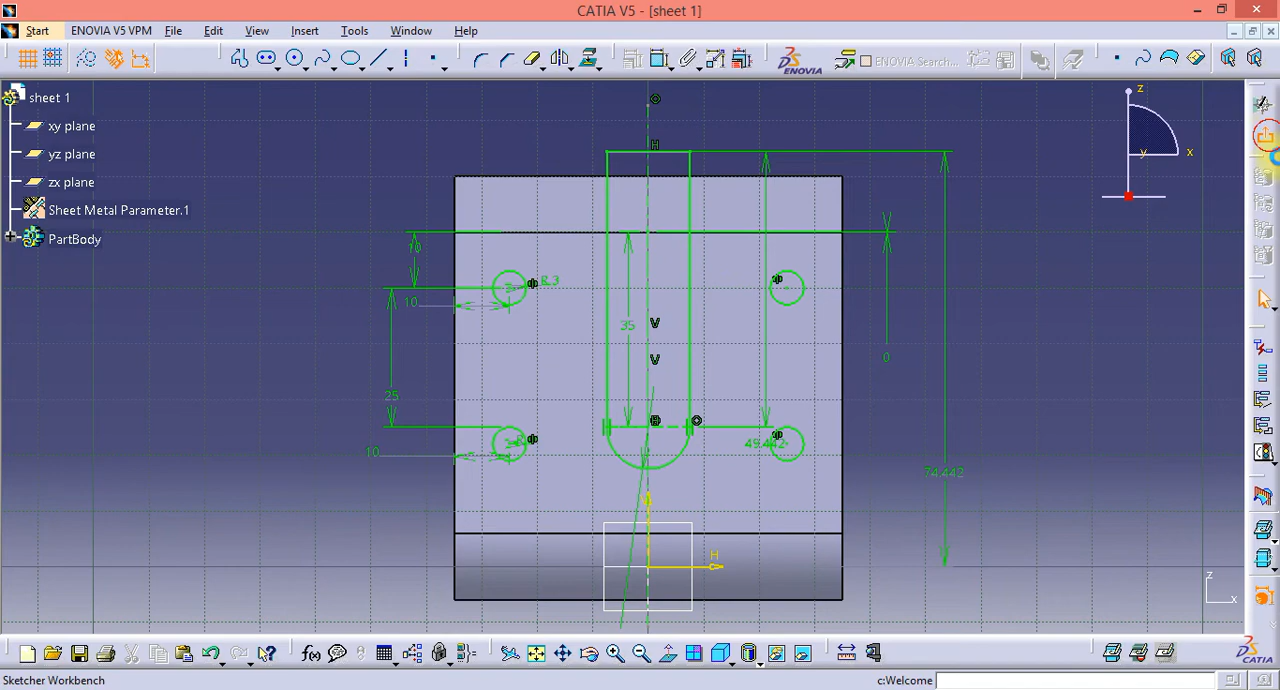 CATIA V5 - [sheet 1]
Start ENOVIA V5 VPM File Edit View Insert Tools Window Help
ENOVIA
ENOVIA Search...
sheet 1
xy plane
yz plane
zx plane
Sheet Metal Parameter.1
PartBody
z
x
y
H
10
8.3
10
35
V
V
0
25
H
49.442
10
74.442
V
H
z
x
f(x)
CATIA
Sketcher Workbench
c:Welcome